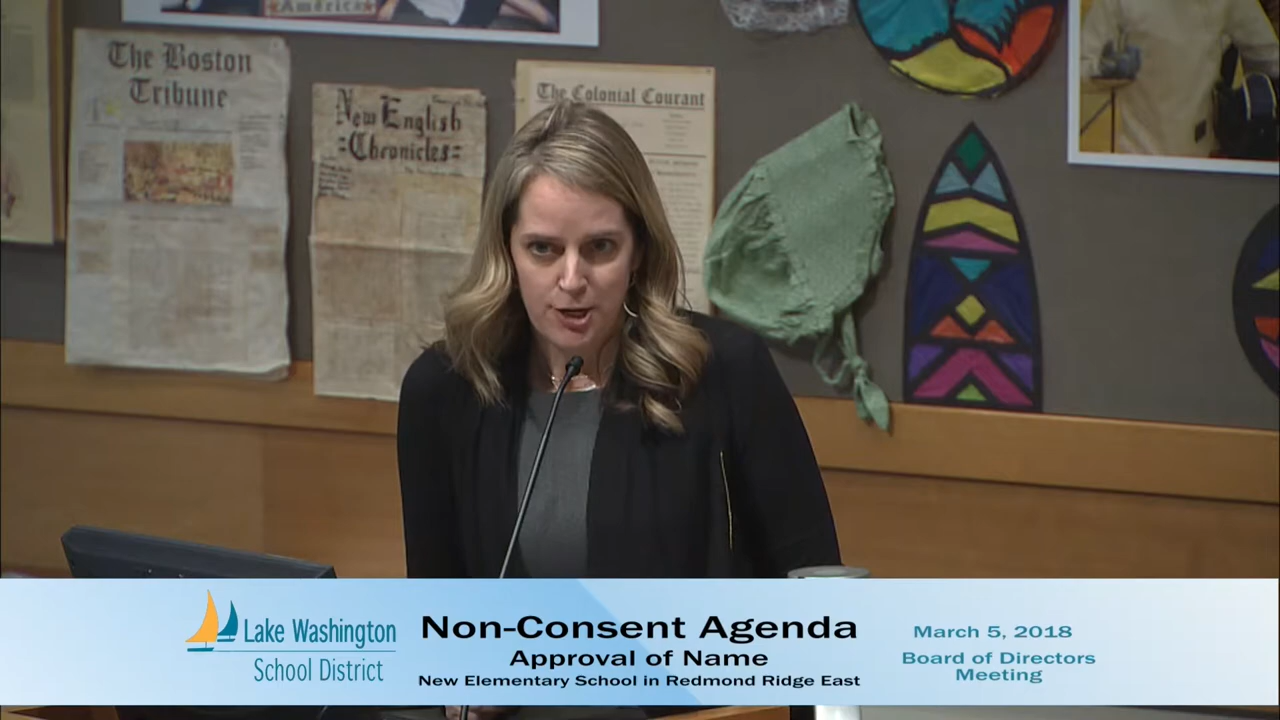 America
The Boston
Tribune
New English
=Chronicles=
The Colonial Courant
Lake Washington
School District
Non-Consent Agenda
Approval of Name
New Elementary School in Redmond Ridge East
March 5, 2018
Board of Directors
Meeting